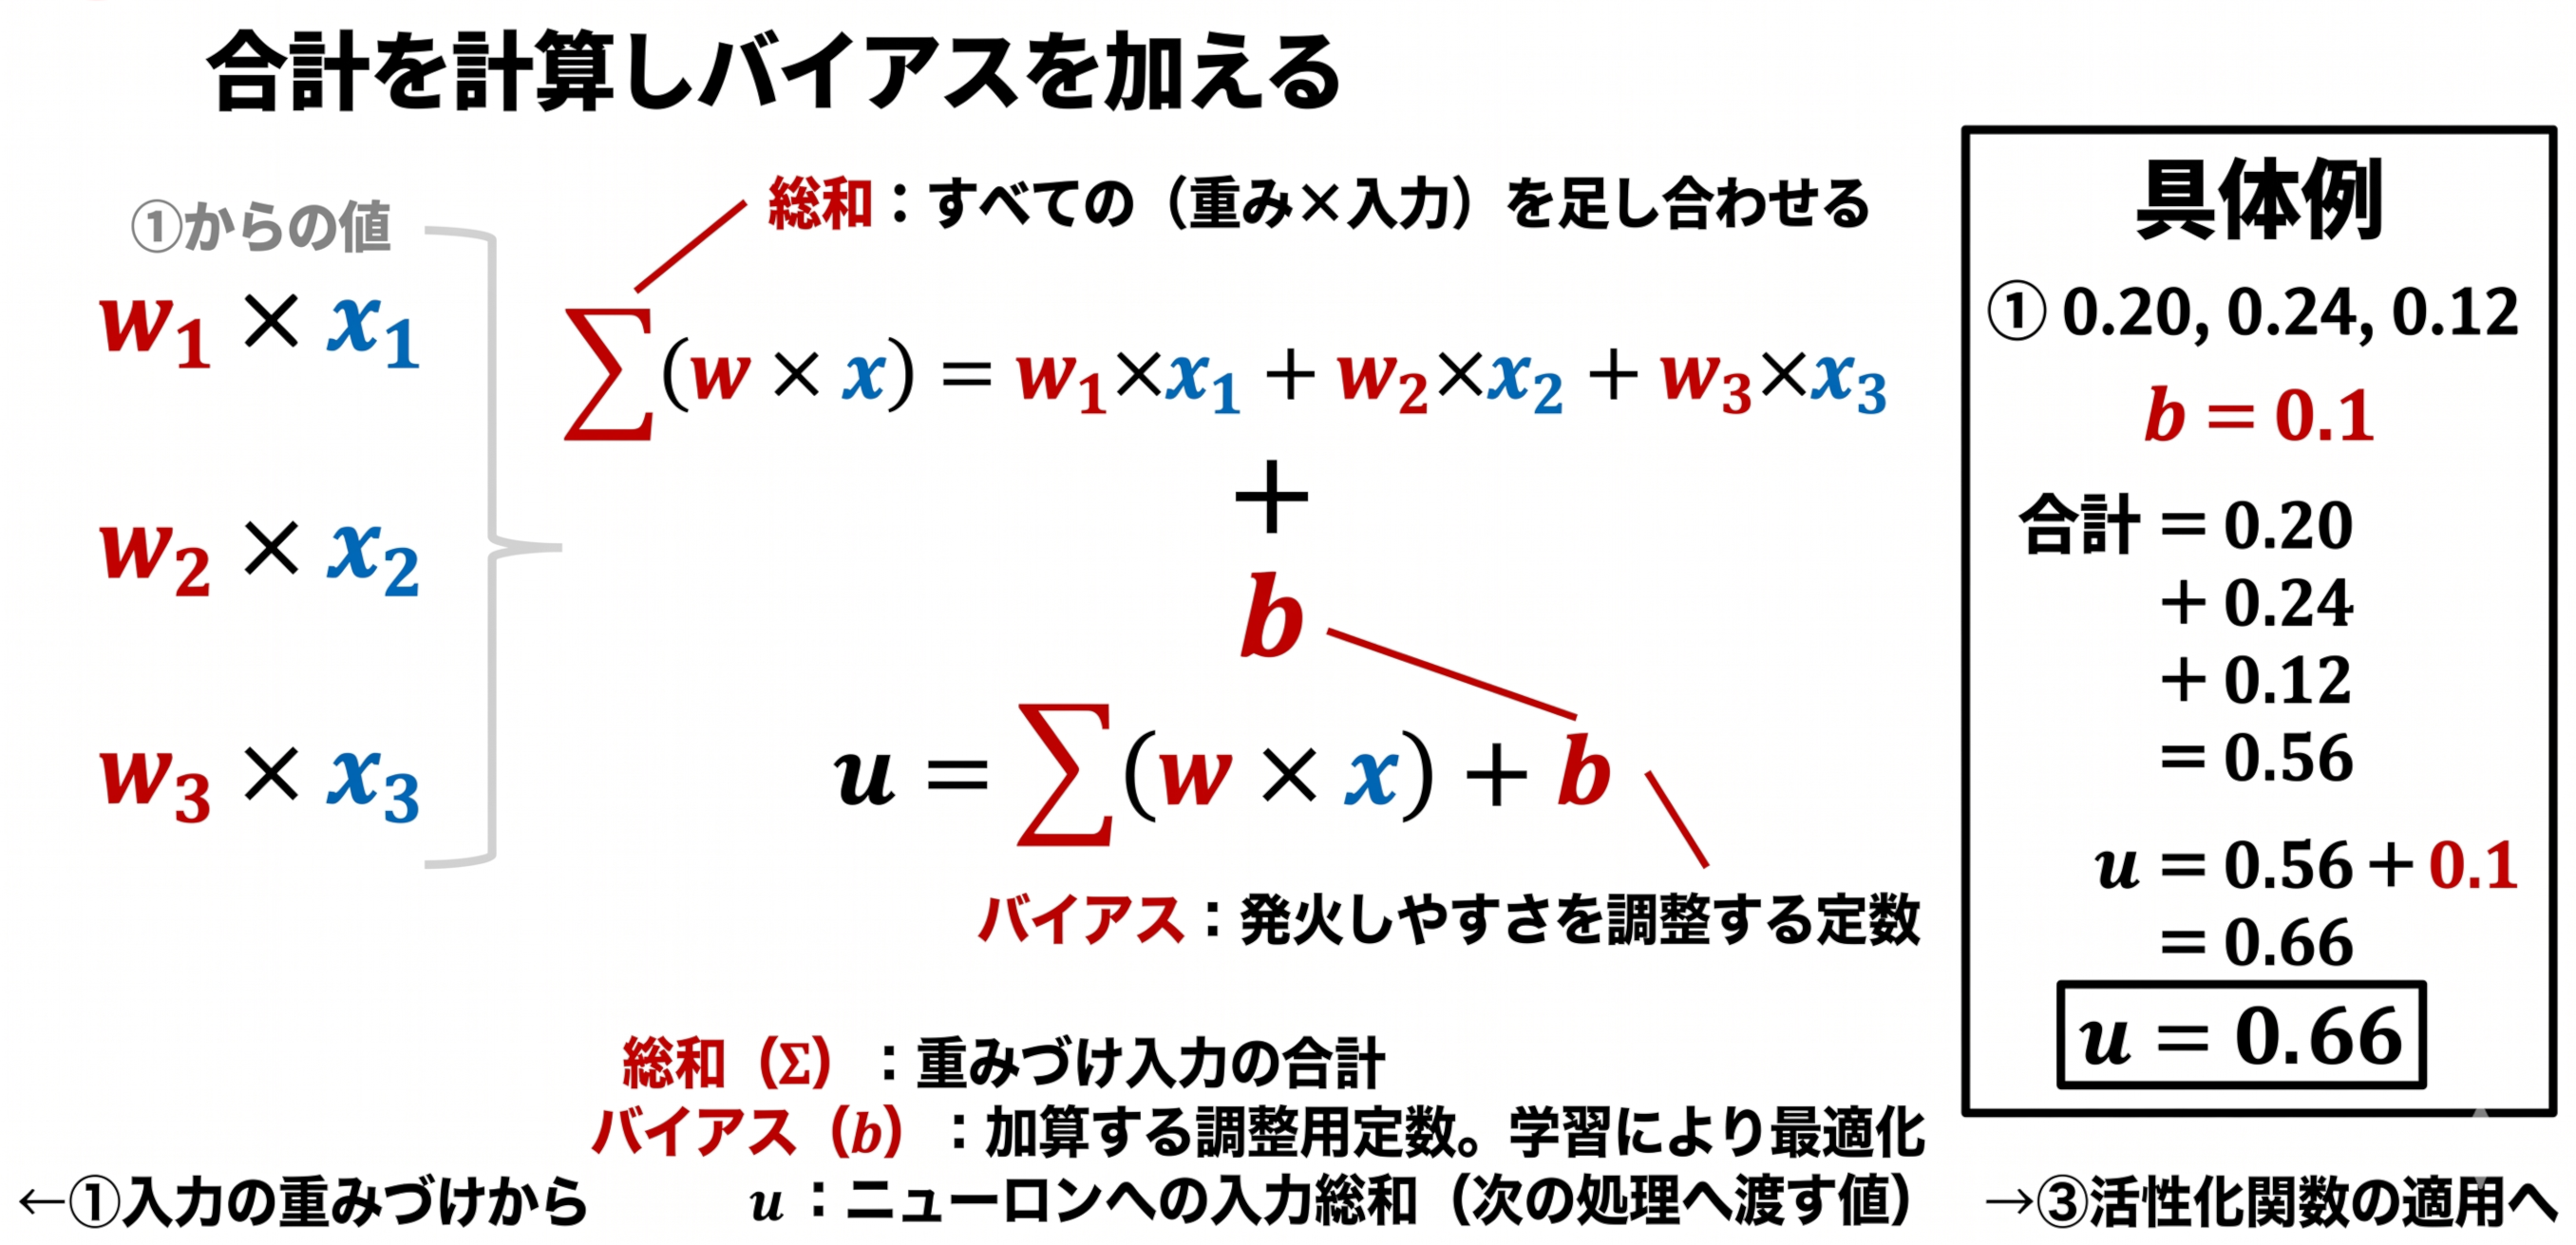 合計を計算しバイアスを加える
①からの値
w₁ × x₁
w₂ × x₂
w₃ × x₃
総和：すべての（重み×入力）を足し合わせる
∑(w × x) = w₁×x₁ + w₂×x₂ + w₃×x₃
+
b
u = ∑(w × x) + b
バイアス：発火しやすさを調整する定数
総和（Σ）：重みづけ入力の合計
バイアス（b）：加算する調整用定数。学習により最適化
u：ニューロンへの入力総和（次の処理へ渡す値）
←①入力の重みづけから
具体例
① 0.20, 0.24, 0.12
b = 0.1
合計 = 0.20
+ 0.24
+ 0.12
= 0.56
u = 0.56 + 0.1
= 0.66
u = 0.66
→③活性化関数の適用へ